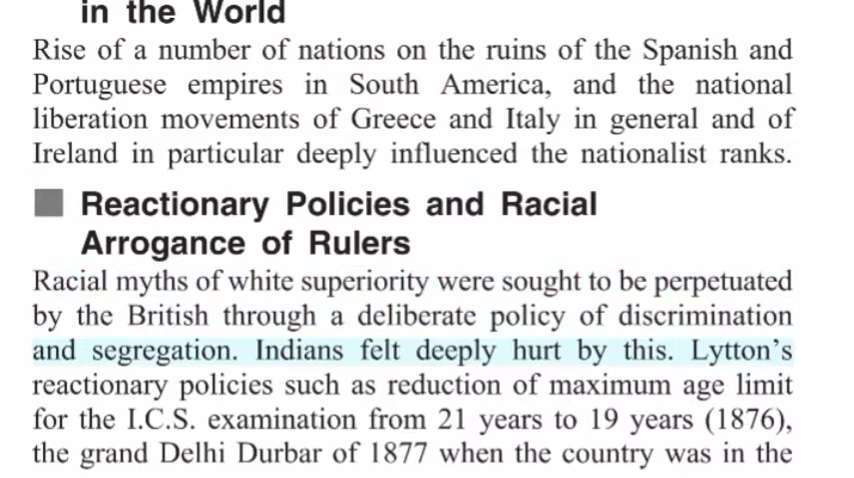 in the World
Rise of a number of nations on the ruins of the Spanish and
Portuguese empires in South America, and the national
liberation movements of Greece and Italy in general and of
Ireland in particular deeply influenced the nationalist ranks.
Reactionary Policies and Racial
Arrogance of Rulers
Racial myths of white superiority were sought to be perpetuated
by the British through a deliberate policy of discrimination
and segregation. Indians felt deeply hurt by this. Lytton's
reactionary policies such as reduction of maximum age limit
for the I.C.S. examination from 21 years to 19 years (1876),
the grand Delhi Durbar of 1877 when the country was in the